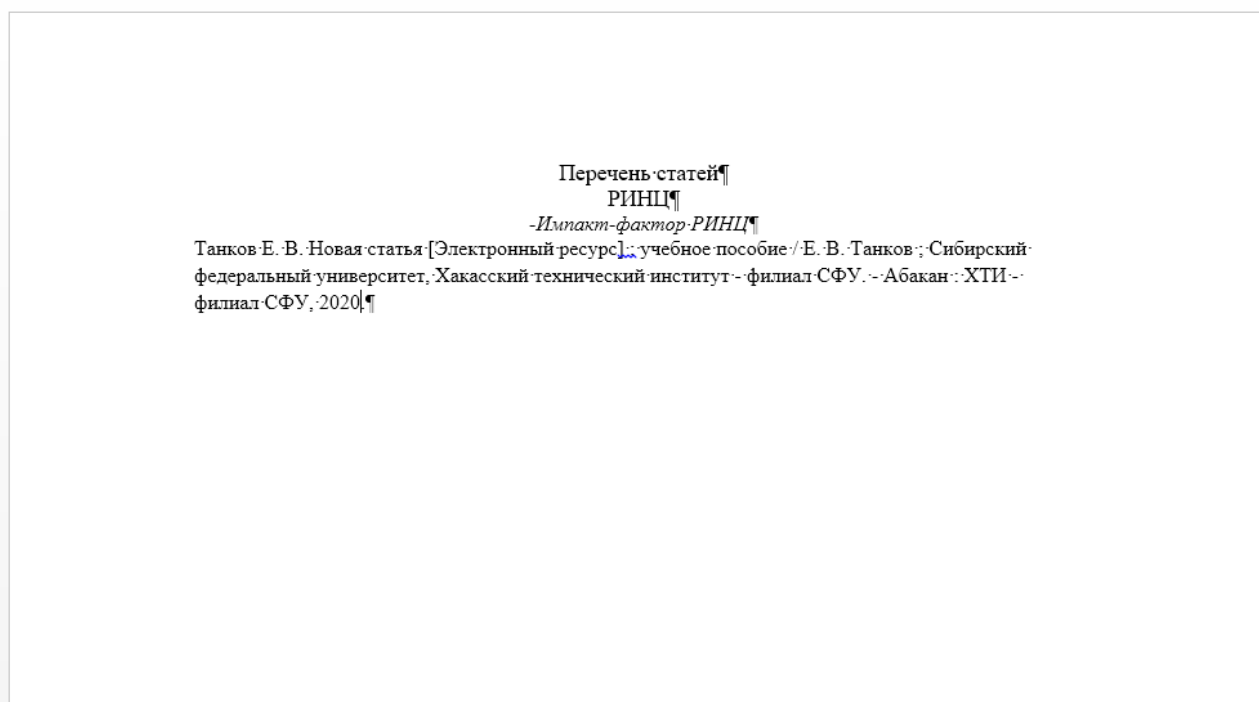 Перечень статей¶
РИНЦ¶
-Импакт-фактор РИНЦ¶
Танков Е. В. Новая статья [Электронный ресурс] : учебное пособие / Е. В. Танков ; Сибирский
федеральный университет, Хакасский технический институт - филиал СФУ. - Абакан : ХТИ -
филиал СФУ, 2020.¶